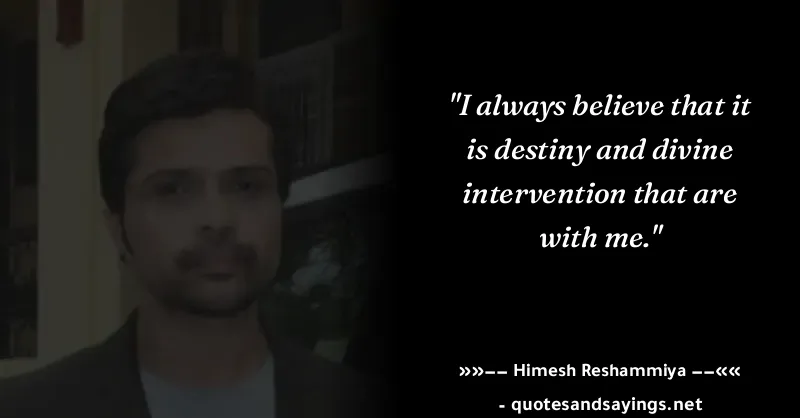 "I always believe that it
is destiny and divine
intervention that are
with me."
»»−− Himesh Reshammiya −−««
- quotesandsayings.net